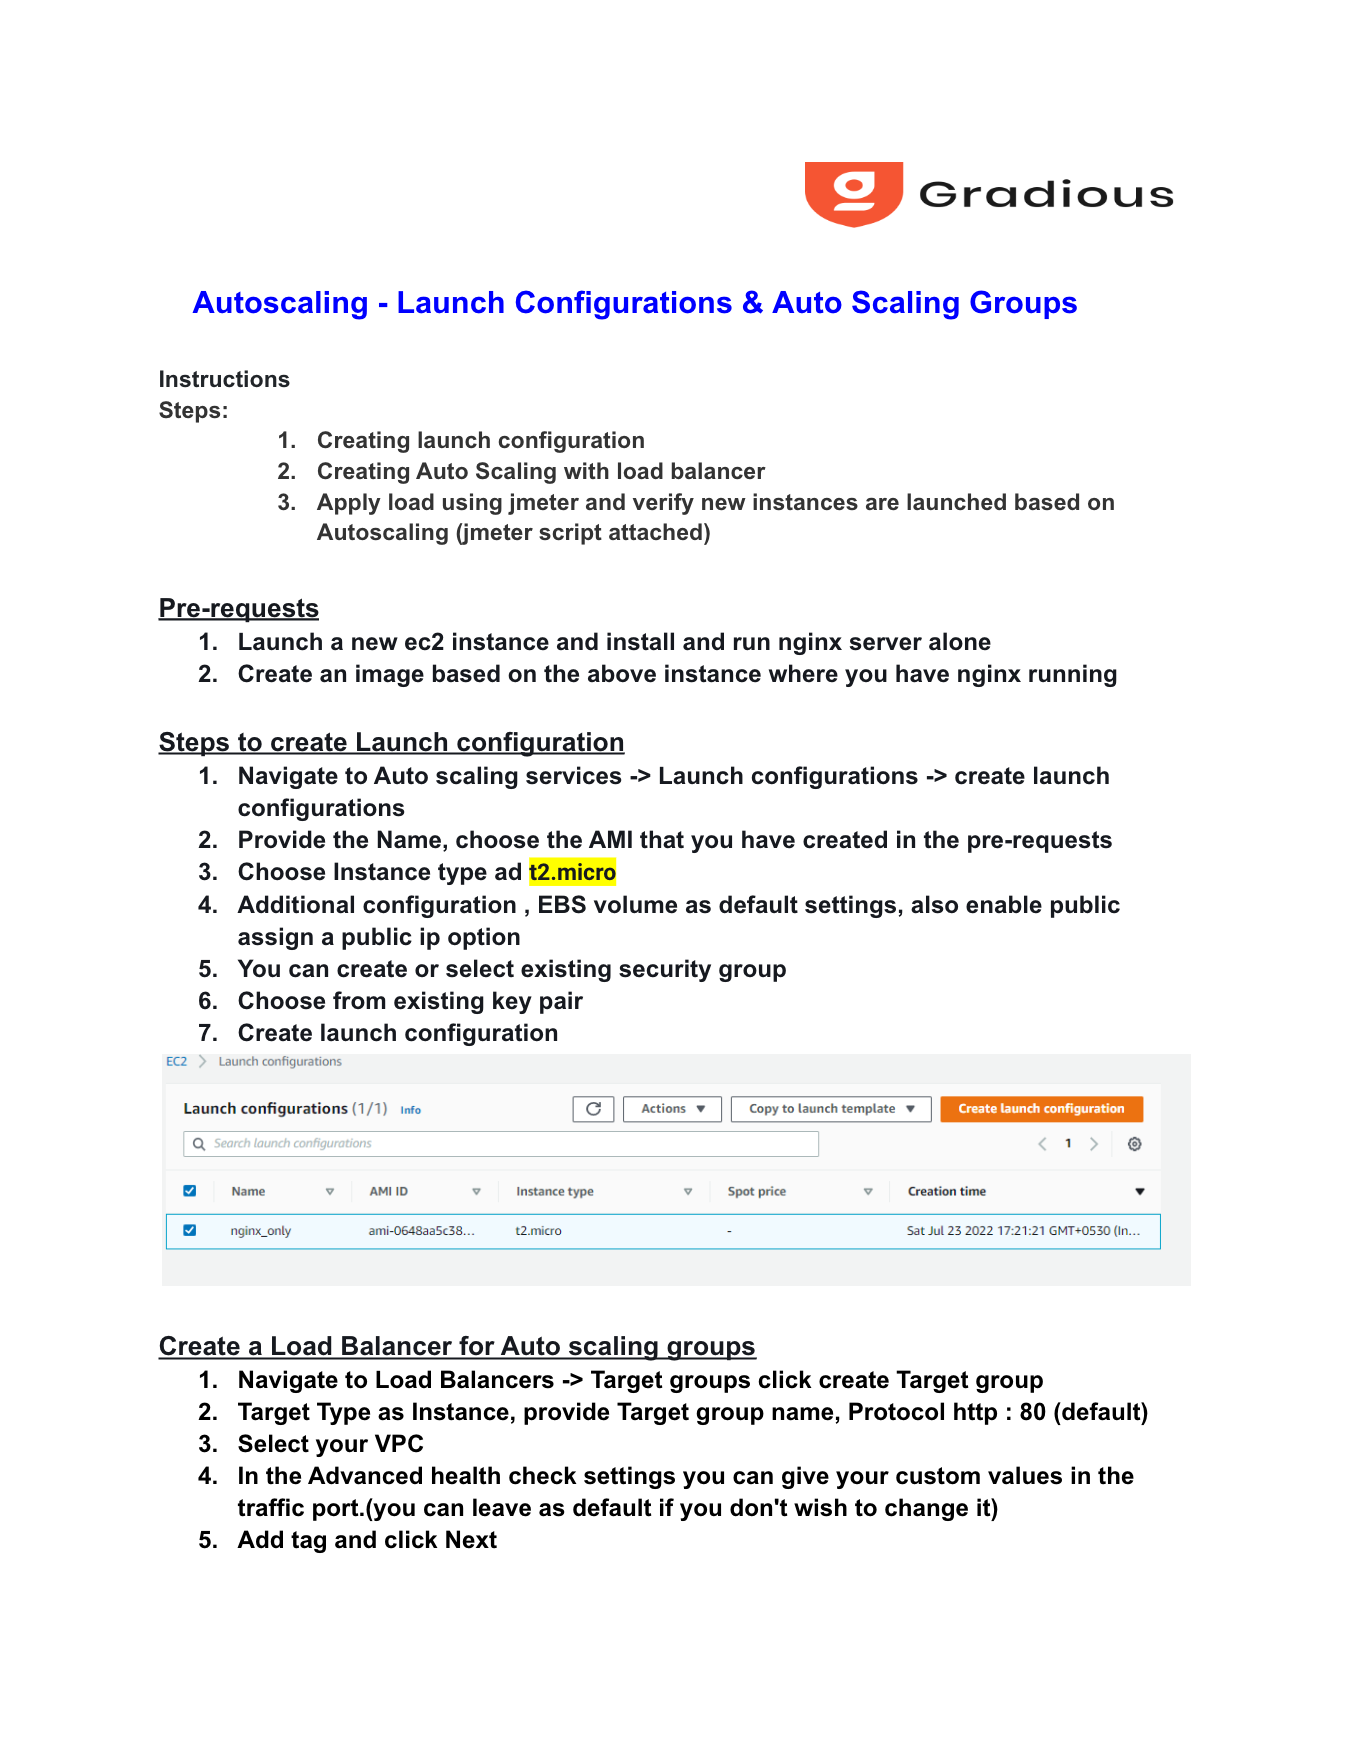 Gradious
Autoscaling - Launch Configurations & Auto Scaling Groups
Instructions
Steps:
1. Creating launch configuration
2. Creating Auto Scaling with load balancer
3. Apply load using jmeter and verify new instances are launched based on
Autoscaling (jmeter script attached)
Pre-requests
1. Launch a new ec2 instance and install and run nginx server alone
2. Create an image based on the above instance where you have nginx running
Steps to create Launch configuration
1. Navigate to Auto scaling services -> Launch configurations -> create launch
configurations
2. Provide the Name, choose the AMI that you have created in the pre-requests
3. Choose Instance type ad t2.micro
4. Additional configuration , EBS volume as default settings, also enable public
assign a public ip option
5. You can create or select existing security group
6. Choose from existing key pair
7. Create launch configuration
EC2 > Launch configurations
Launch configurations (1/1) Info Actions Copy to launch template Create launch configuration
Search launch configurations 1
Name AMI ID Instance type Spot price Creation time
nginx_only ami-0648aa5c38... t2.micro - Sat Jul 23 2022 17:21:21 GMT+0530 (In...
Create a Load Balancer for Auto scaling groups
1. Navigate to Load Balancers -> Target groups click create Target group
2. Target Type as Instance, provide Target group name, Protocol http : 80 (default)
3. Select your VPC
4. In the Advanced health check settings you can give your custom values in the
traffic port.(you can leave as default if you don't wish to change it)
5. Add tag and click Next